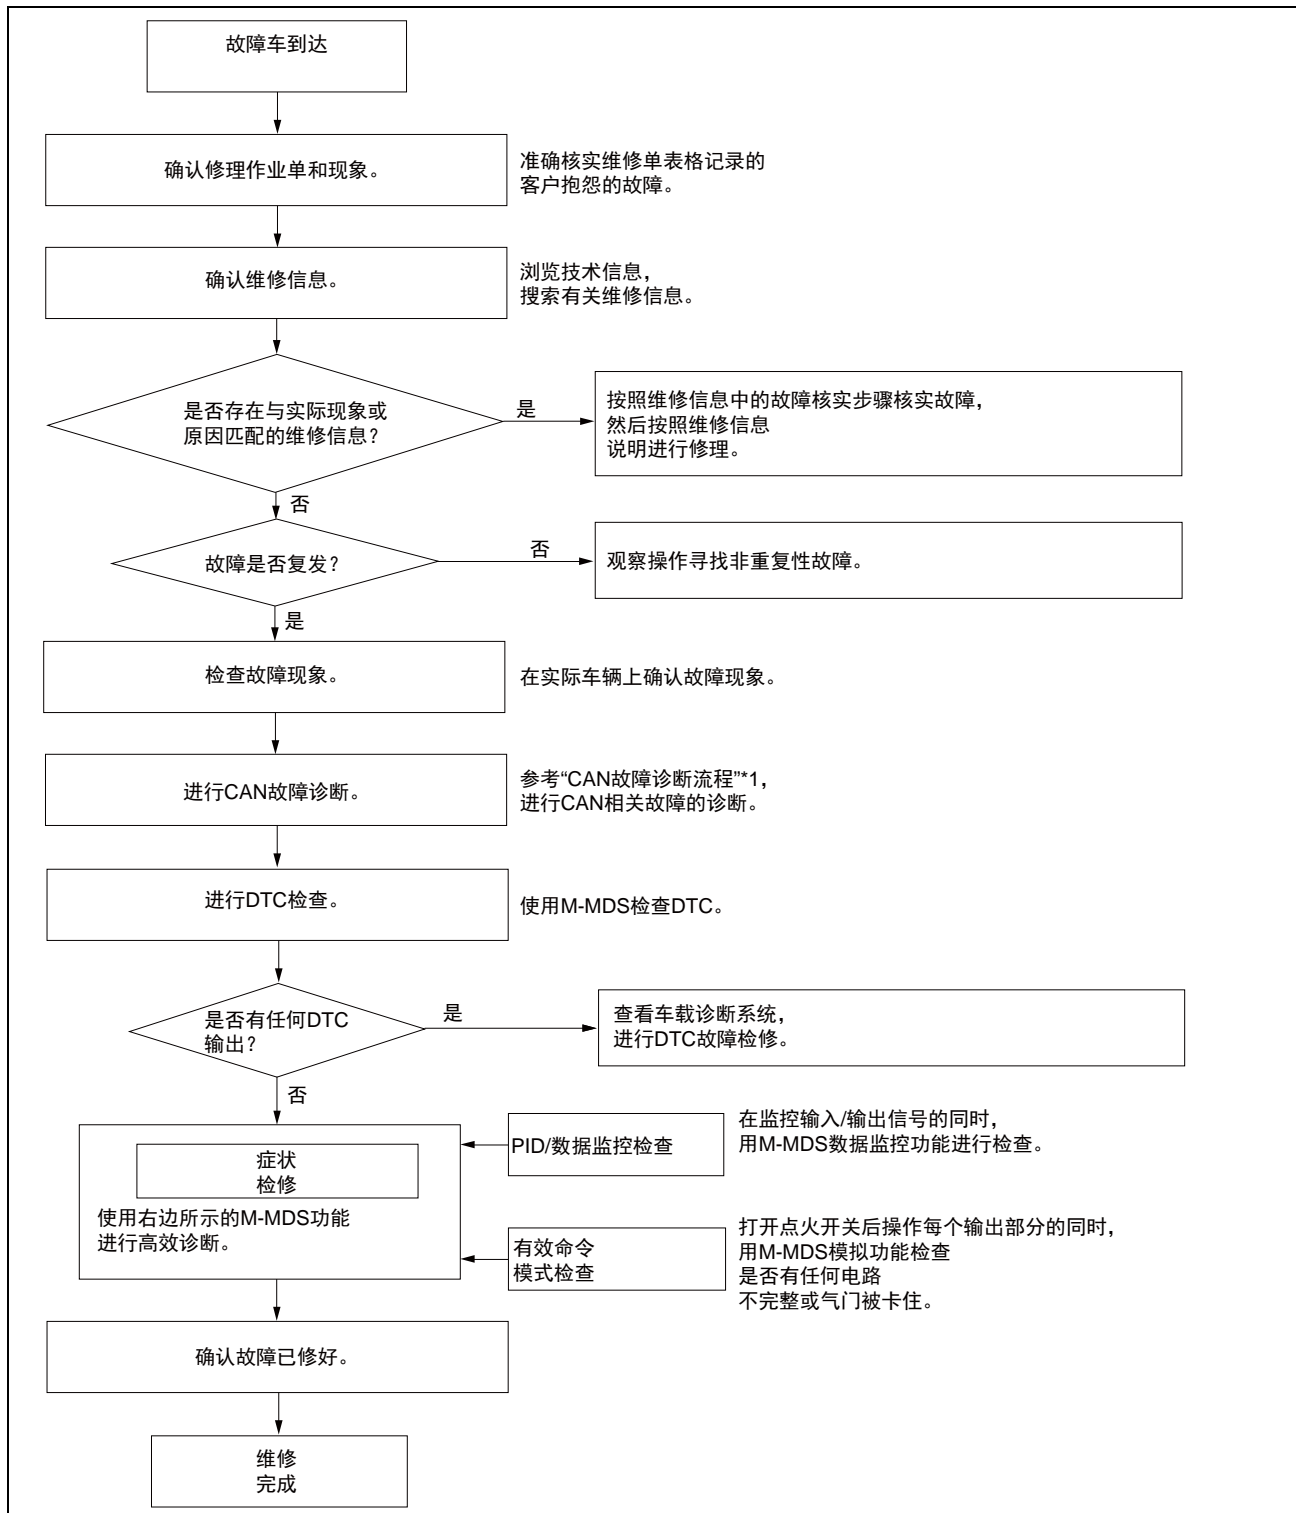 故障车到达
确认修理作业单和现象。
准确核实维修单表格记录的
客户抱怨的故障。
确认维修信息。
浏览技术信息，
搜索有关维修信息。
是否存在与实际现象或
原因匹配的维修信息？
是
按照维修信息中的故障核实步骤核实故障，
然后按照维修信息
说明进行修理。
否
故障是否复发？
否
观察操作寻找非重复性故障。
是
检查故障现象。
在实际车辆上确认故障现象。
进行CAN故障诊断。
参考“CAN故障诊断流程”*1，
进行CAN相关故障的诊断。
进行DTC检查。
使用M-MDS检查DTC。
是否有任何DTC
输出？
是
查看车载诊断系统，
进行DTC故障检修。
否
症状
检修
使用右边所示的M-MDS功能
进行高效诊断。
PID/数据监控检查
在监控输入/输出信号的同时，
用M-MDS数据监控功能进行检查。
有效命令
模式检查
打开点火开关后操作每个输出部分的同时，
用M-MDS模拟功能检查
是否有任何电路
不完整或气门被卡住。
确认故障已修好。
维修
完成